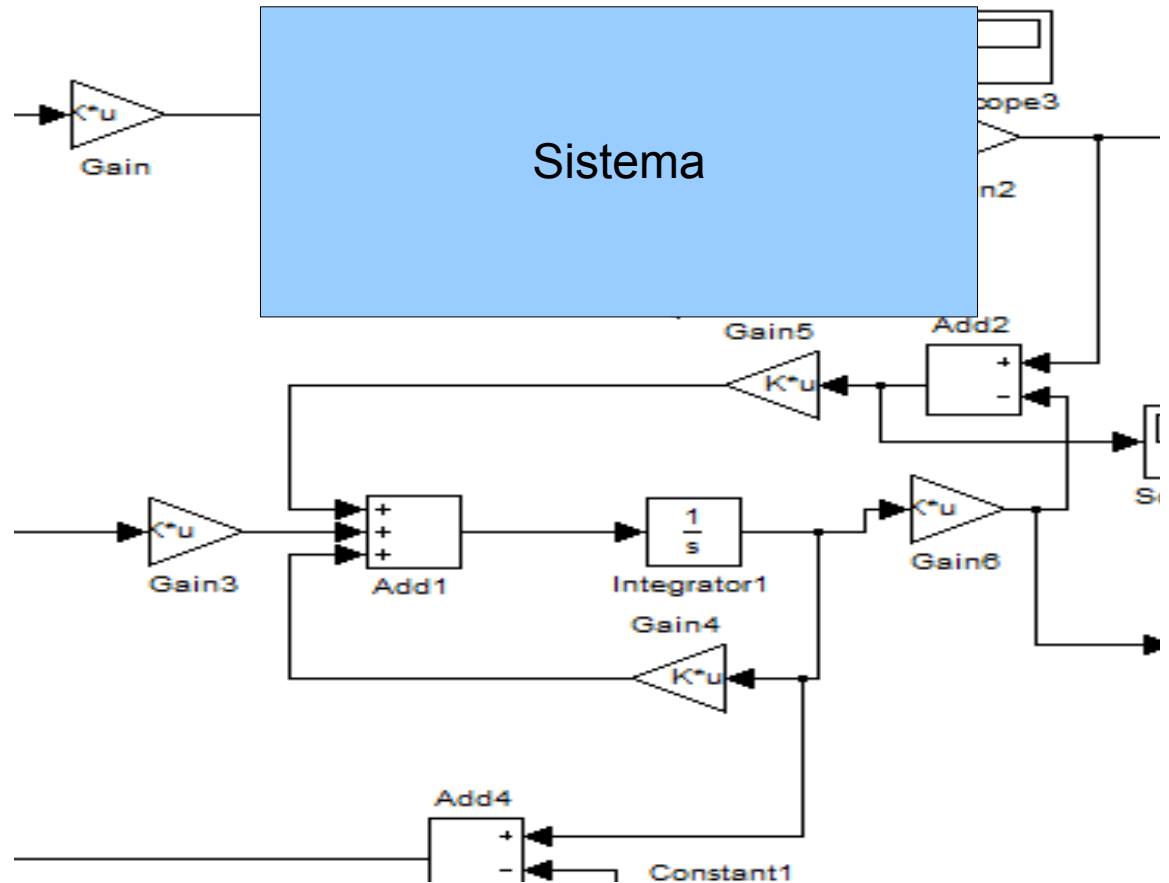 Sistema
cope3
K*u
Gain
n2
Gain5
Add2
K*u
+
−
K*u
+
+
+
1
s
K*u
Gain3
Add1
Integrator1
Gain6
Gain4
K*u
Add4
+
−
Constant1